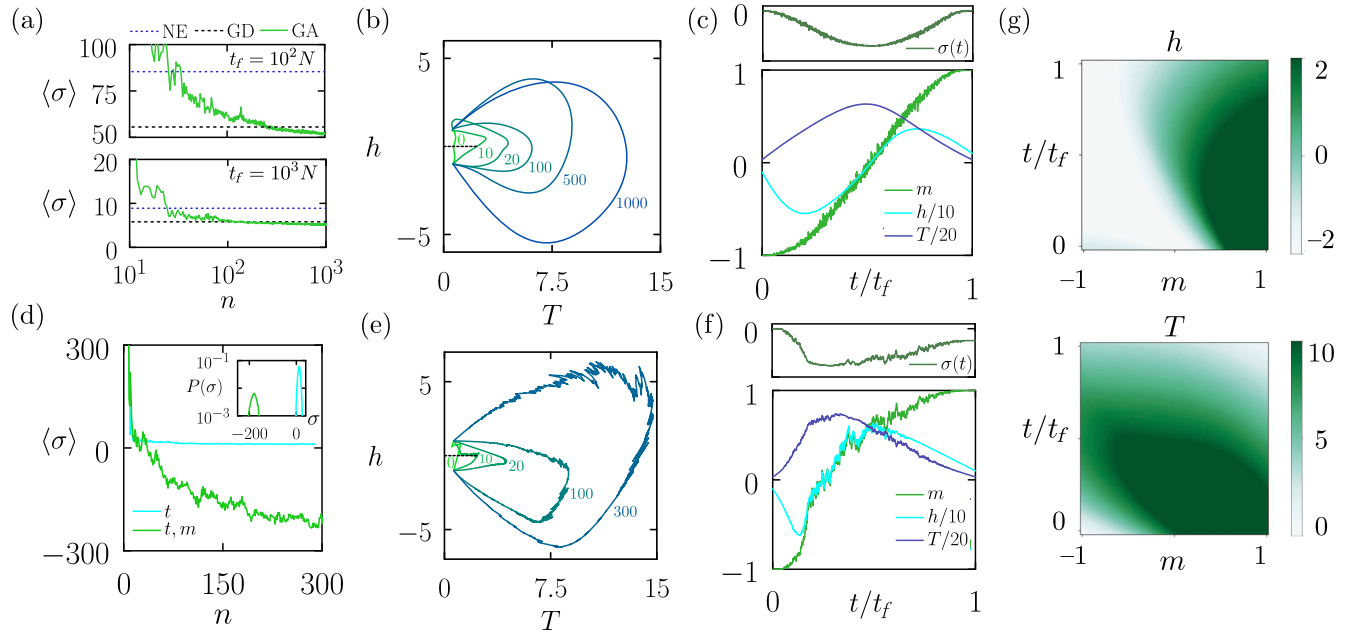 (a)
NE GD GA
t_f = 10^2 N
100
75
50
⟨σ⟩
t_f = 10^3 N
20
10
0
⟨σ⟩
10^1 10^2 10^3
n
(b)
5
−5
h
0
10
20
100
500
1000
0 7.5 15
T
(c)
0
σ(t)
1
0
−1
m
h/10
T/20
0 1
t/t_f
(d)
300
0
−300
⟨σ⟩
10^−1
P(σ)
10^−3
−200 0
σ
t
t, m
0 150 300
n
(e)
5
−5
h
0
10
20
100
300
0 7.5 15
T
(f)
0
σ(t)
1
0
−1
m
h/10
T/20
0 1
t/t_f
(g)
h
1
t/t_f
0
−1 1
m
2
0
−2
T
1
t/t_f
0
−1 1
m
10
5
0